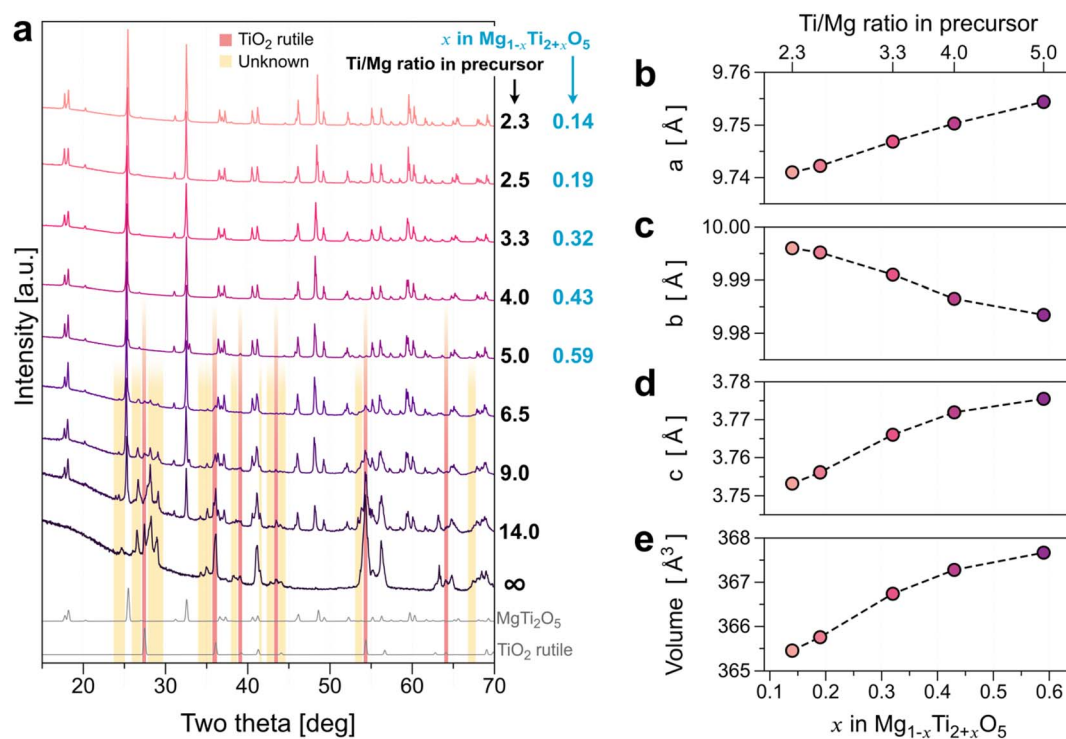 a
TiO₂ rutile
Unknown
x in Mg₁₋ₓTi₂₊ₓO₅
Ti/Mg ratio in precursor
2.3 0.14
2.5 0.19
3.3 0.32
4.0 0.43
5.0 0.59
6.5
9.0
14.0
∞
MgTi₂O₅
TiO₂ rutile
Intensity [a.u.]
20 30 40 50 60 70
Two theta [deg]
Ti/Mg ratio in precursor
2.3 3.3 4.0 5.0
b
9.76
9.75
9.74
a [Å]
c
10.00
9.99
9.98
b [Å]
d
3.78
3.77
3.76
3.75
c [Å]
e
368
367
366
365
Volume [Å³]
0.1 0.2 0.3 0.4 0.5 0.6
x in Mg₁₋ₓTi₂₊ₓO₅